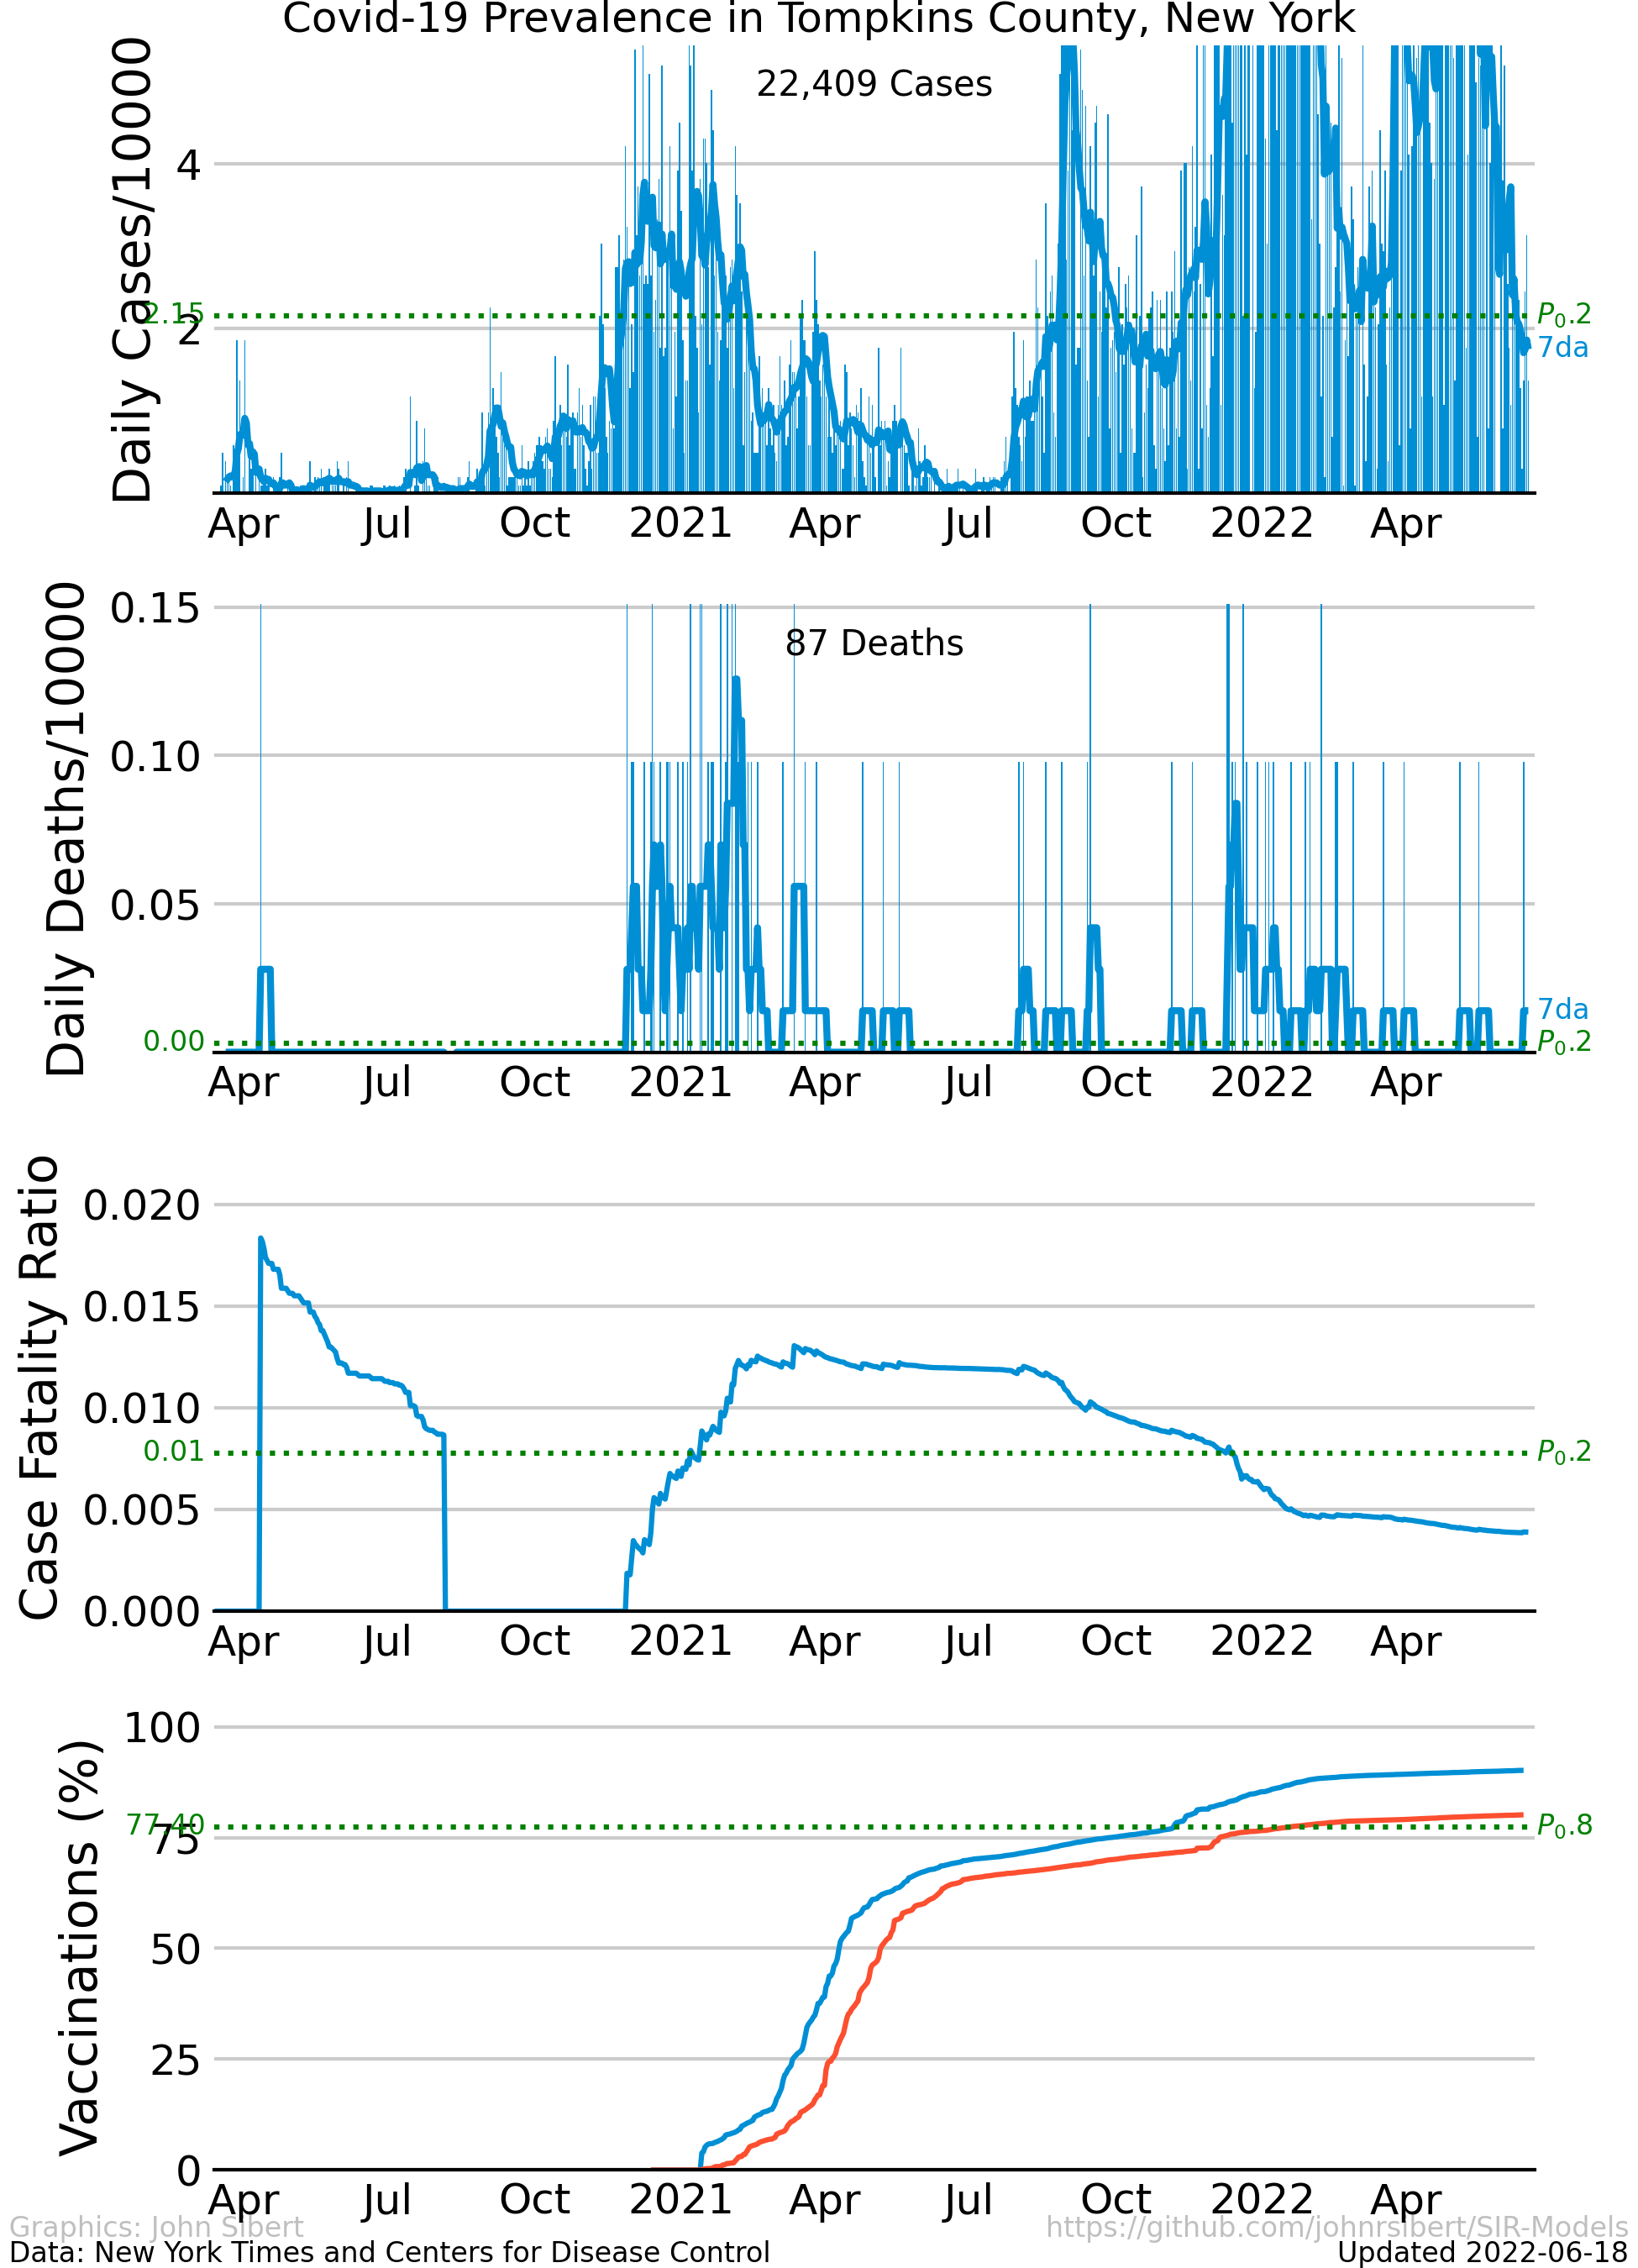 Covid-19 Prevalence in Tompkins County, New York
Daily Cases/10000
22,409 Cases
4
2
2.15
P0.2
7da
Apr Jul Oct 2021 Apr Jul Oct 2022 Apr
Daily Deaths/10000
0.15
87 Deaths
0.10
0.05
0.00
7da
P0.2
Apr Jul Oct 2021 Apr Jul Oct 2022 Apr
Case Fatality Ratio
0.020
0.015
0.010
0.01
P0.2
0.005
0.000
Apr Jul Oct 2021 Apr Jul Oct 2022 Apr
Vaccinations (%)
100
77.40
P0.8
75
50
25
0
Apr Jul Oct 2021 Apr Jul Oct 2022 Apr
Graphics: John Sibert
https://github.com/johnrsibert/SIR-Models
Data: New York Times and Centers for Disease Control
Updated 2022-06-18